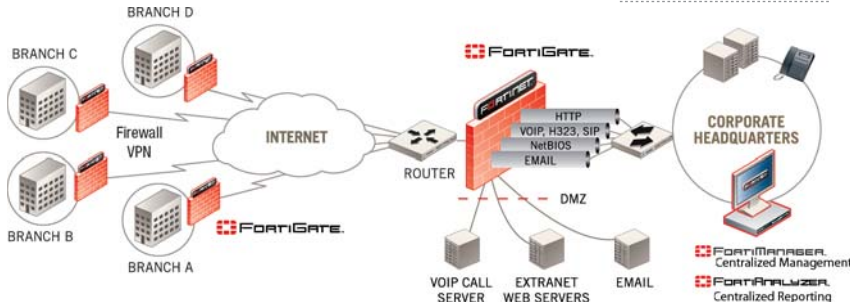 BRANCH D
BRANCH C
Firewall
VPN
BRANCH B
BRANCH A
FORTIGATE
INTERNET
ROUTER
FORTIGATE
FORTINET
HTTP
VOIP, H323, SIP
NetBIOS
EMAIL
DMZ
VOIP CALL
SERVER
EXTRANET
WEB SERVERS
EMAIL
CORPORATE
HEADQUARTERS
FORTIMANAGER
Centralized Management
FORTIANALYZER
Centralized Reporting